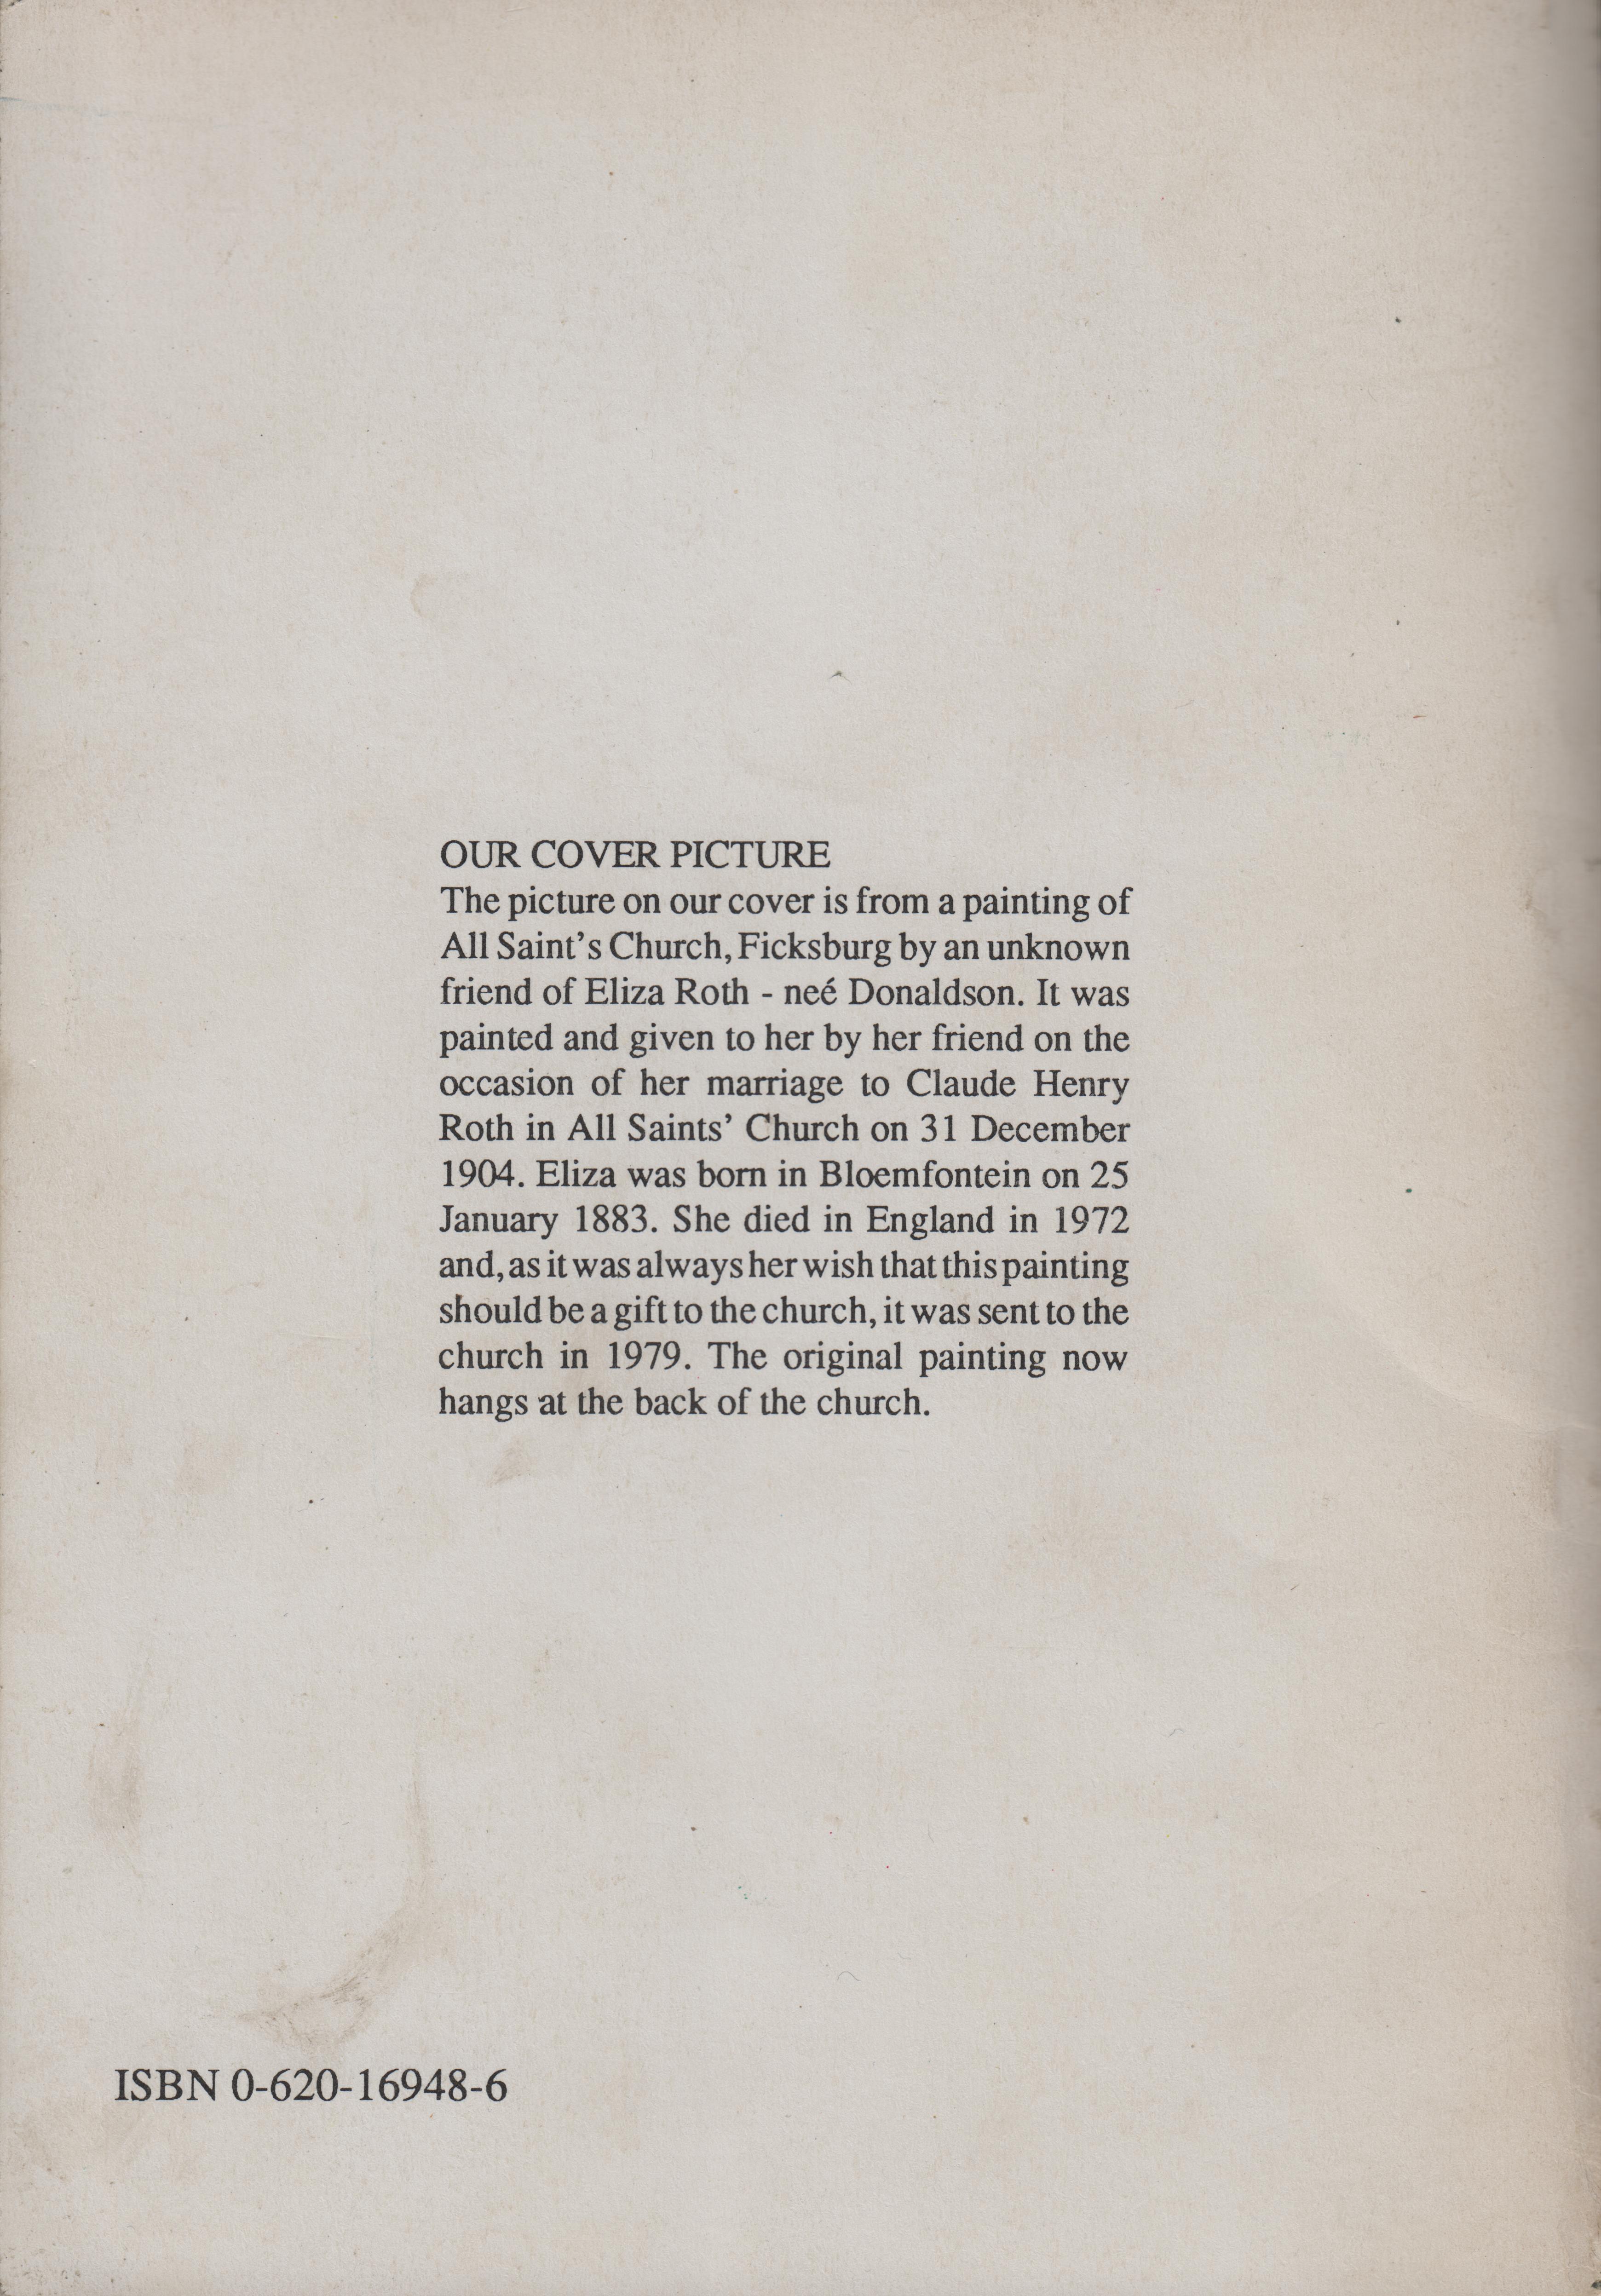 OUR COVER PICTURE
The picture on our cover is from a painting of
All Saint's Church, Ficksburg by an unknown
friend of Eliza Roth - neé Donaldson. It was
painted and given to her by her friend on the
occasion of her marriage to Claude Henry
Roth in All Saints' Church on 31 December
1904. Eliza was born in Bloemfontein on 25
January 1883. She died in England in 1972
and, as it was always her wish that this painting
should be a gift to the church, it was sent to the
church in 1979. The original painting now
hangs at the back of the church.
ISBN 0-620-16948-6